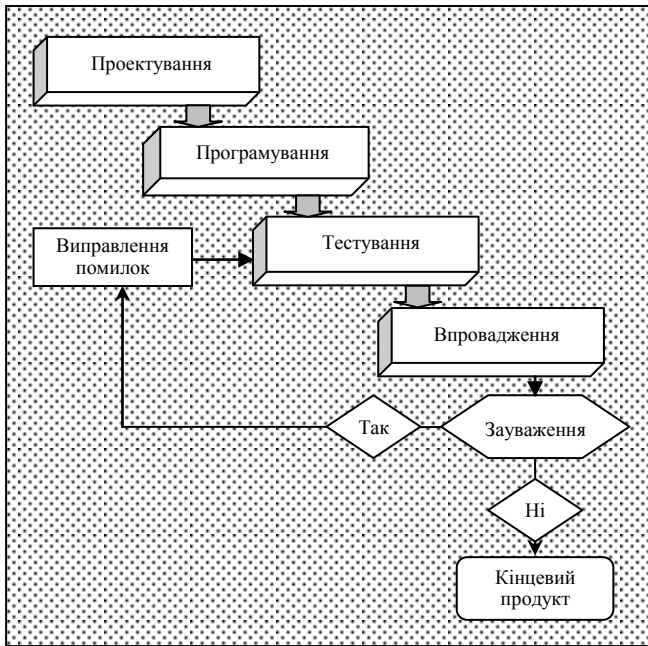 Проектування
Програмування
Тестування
Виправлення
помилок
Впровадження
Так
Зауваження
Ні
Кінцевий
продукт